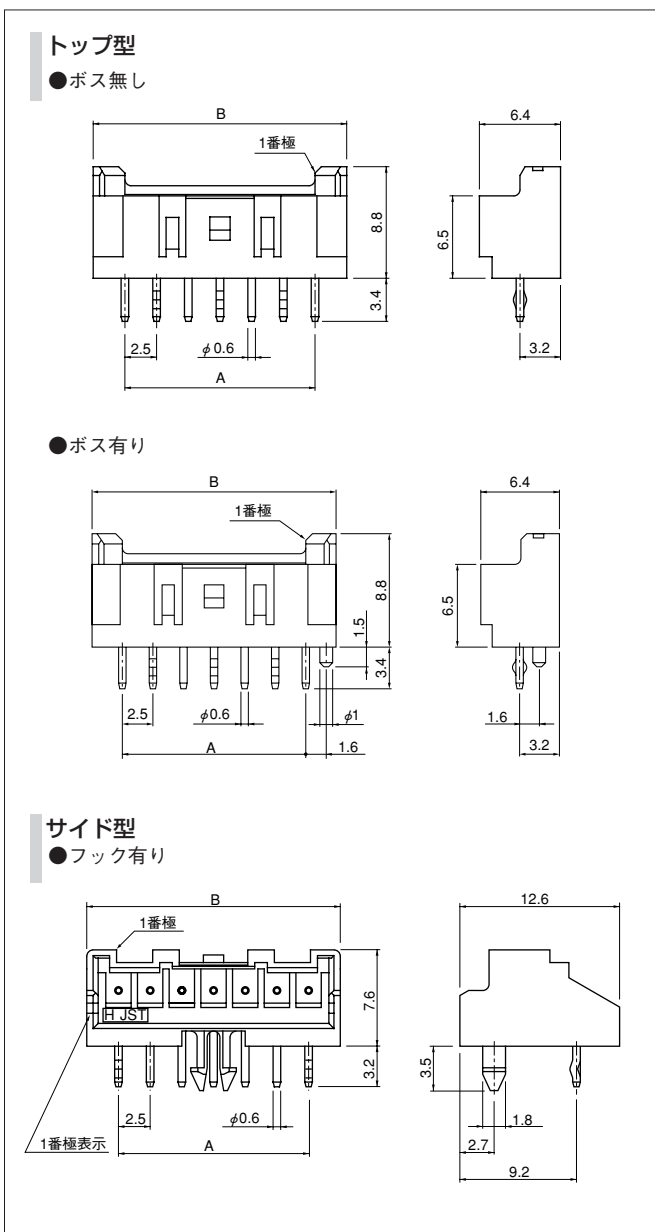 トップ型
●ボス無し
B
1番極
6.4
8.8
6.5
3.4
2.5
φ0.6
3.2
A
●ボス有り
B
1番極
6.4
8.8
6.5
1.5
3.4
2.5
φ0.6
φ1
1.6
A
1.6
3.2
サイド型
●フック有り
B
12.6
1番極
7.6
H JST
3.2
3.5
2.5
φ0.6
1.8
1番極表示
A
2.7
9.2